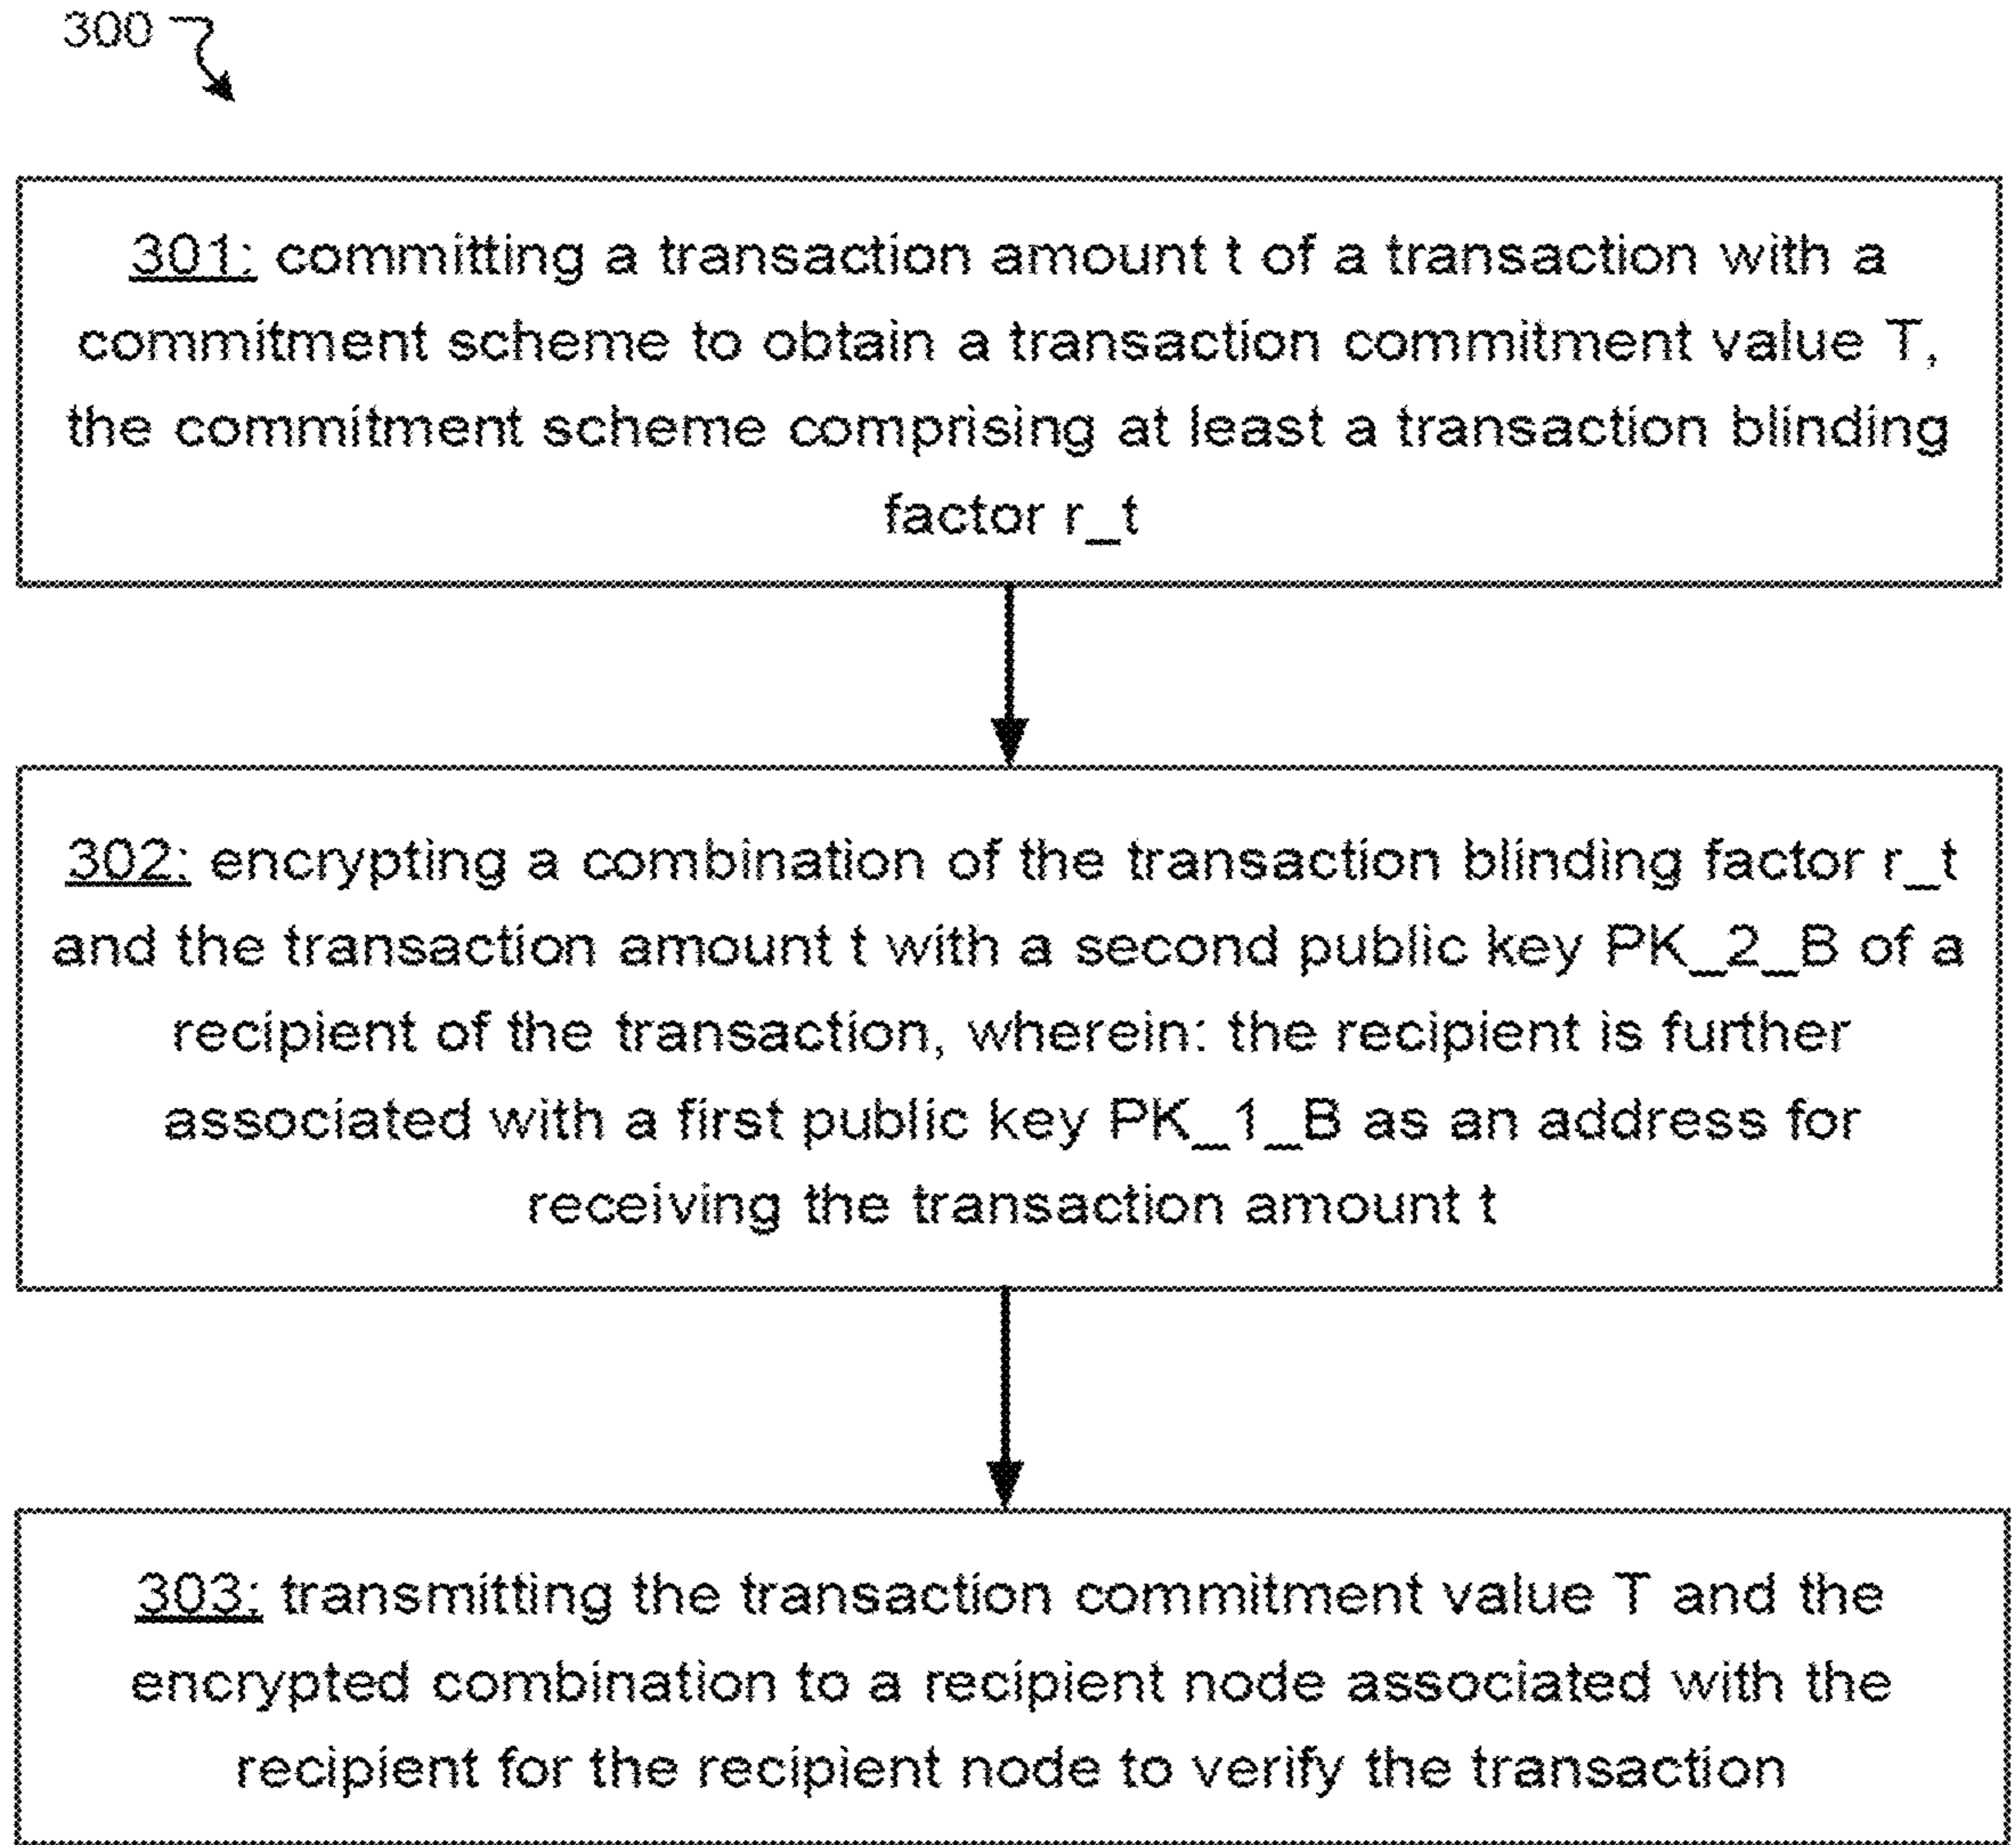 300
301: committing a transaction amount t of a transaction with a
commitment scheme to obtain a transaction commitment value T,
the commitment scheme comprising at least a transaction blinding
factor r_t
302: encrypting a combination of the transaction blinding factor r_t
and the transaction amount t with a second public key PK_2_B of a
recipient of the transaction, wherein: the recipient is further
associated with a first public key PK_1_B as an address for
receiving the transaction amount t
303: transmitting the transaction commitment value T and the
encrypted combination to a recipient node associated with the
recipient for the recipient node to verify the transaction